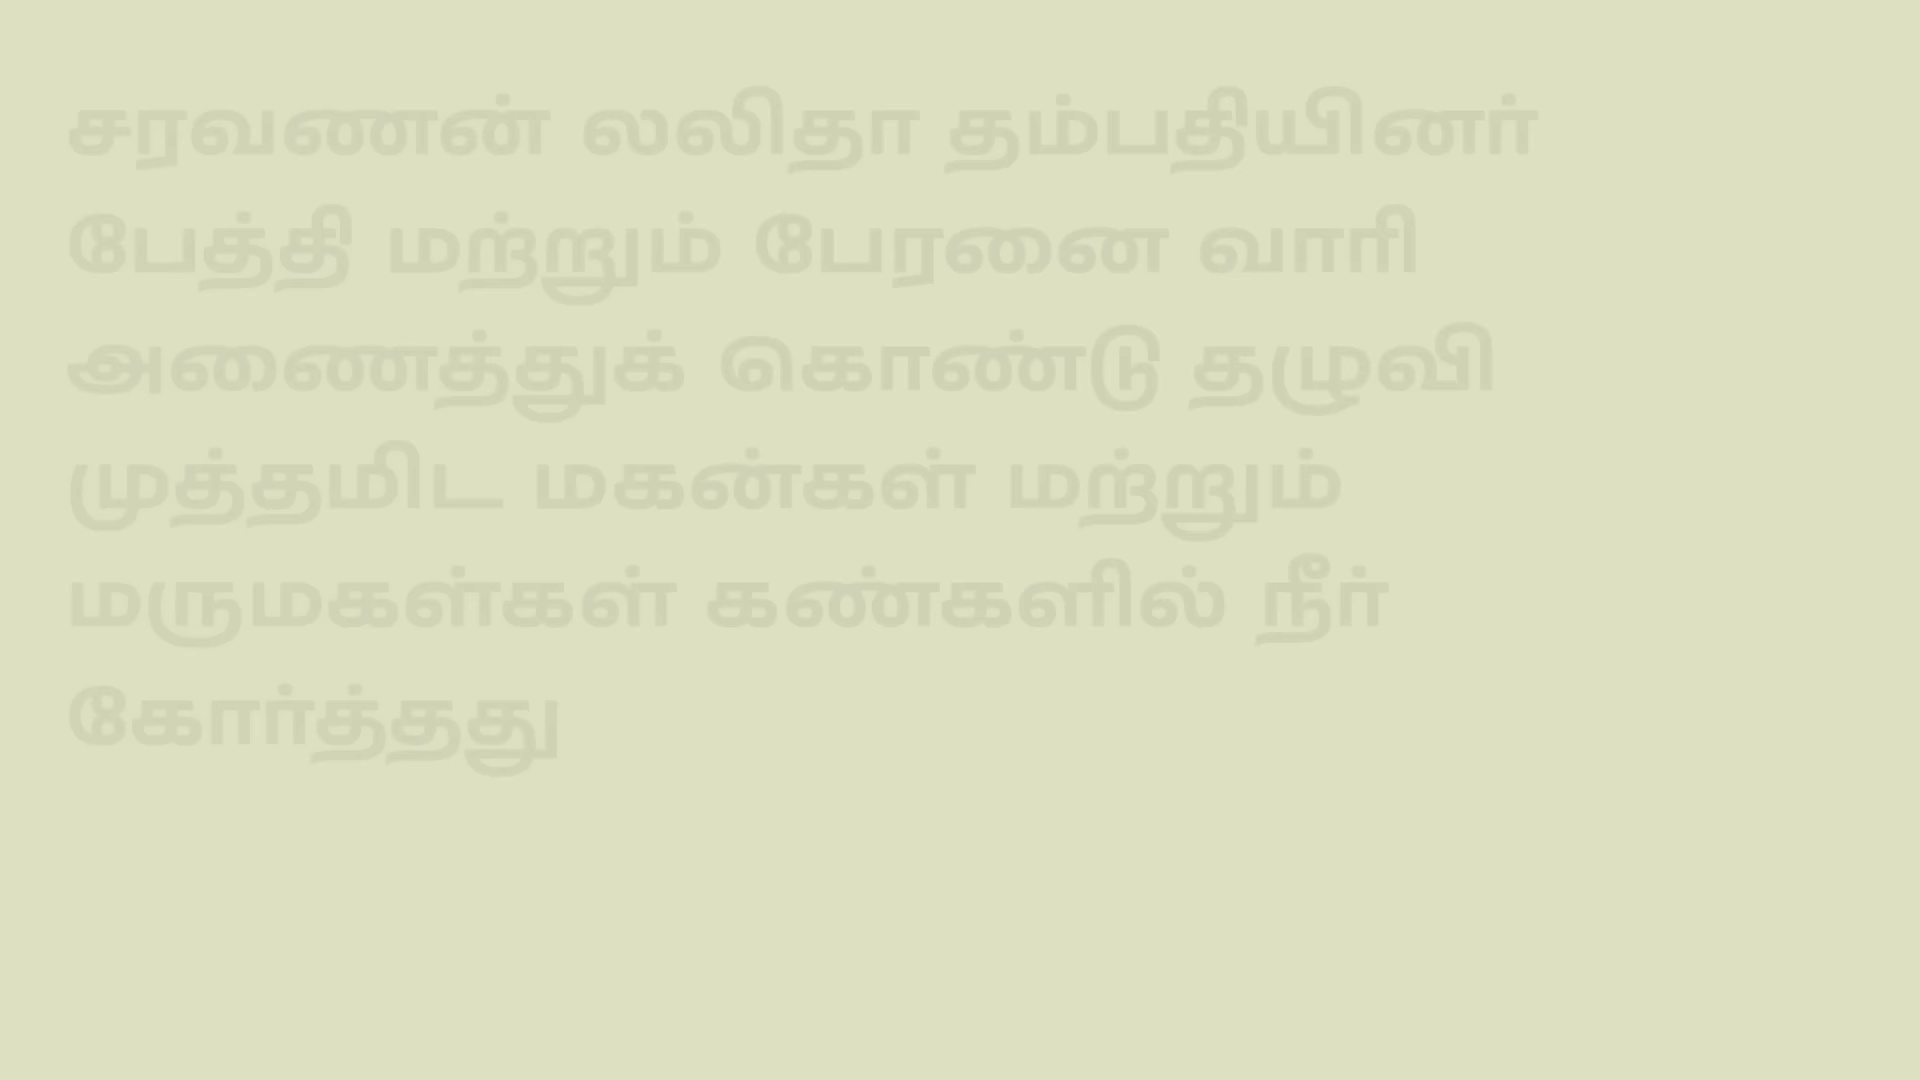 சரவணன் லலிதா தம்பதியினர்
பேத்தி மற்றும் பேரனை வாரி
அணைத்துக் கொண்டு தழுவி
முத்தமிட மகன்கள் மற்றும்
மருமகள்கள் கண்களில் நீர்
கோர்த்தது